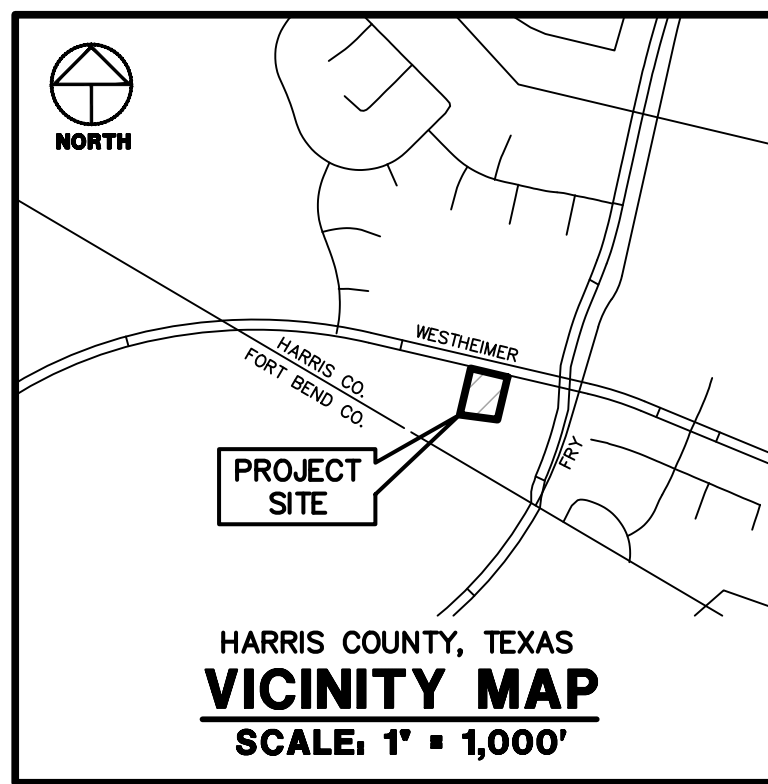 NORTH
WESTHEIMER
HARRIS CO.
FORT BEND CO.
PROJECT
SITE
FRY
HARRIS COUNTY, TEXAS
VICINITY MAP
SCALE: 1' = 1,000'